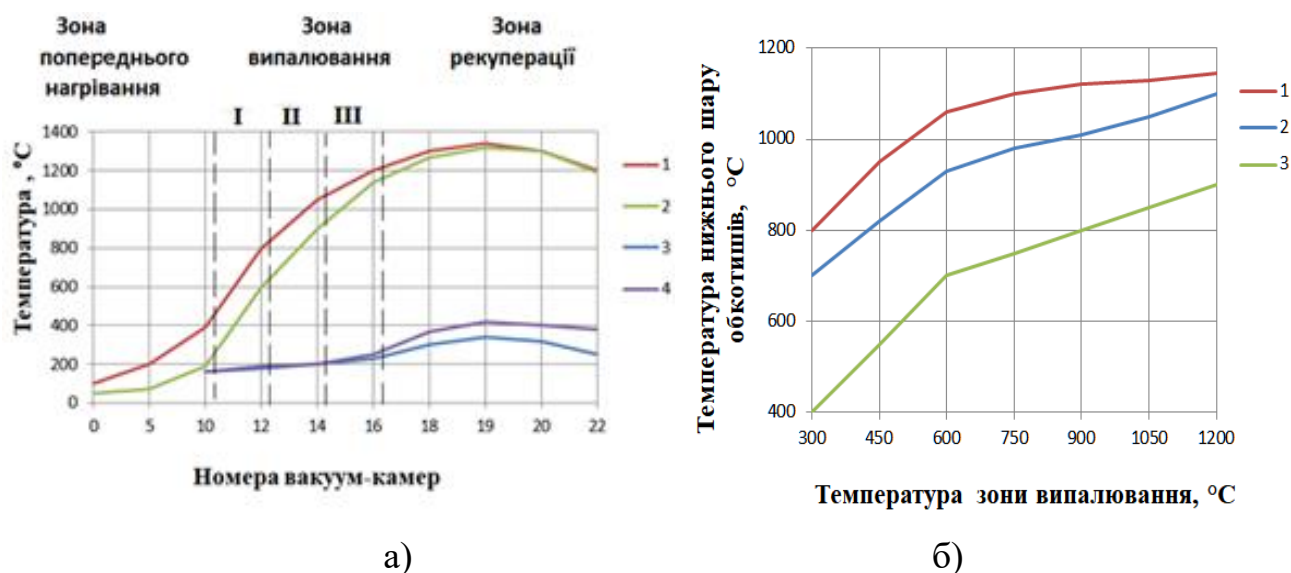 Зона
попереднього
нагрівання
Зона
випалювання
Зона
рекуперації
I II III
Температура , °C
1400
1200
1000
800
600
400
200
0
0 5 10 12 14 16 18 19 20 22
Номера вакуум-камер
1
2
3
4
а)
Температура нижнього шару
обкотишів, °C
1200
1000
800
600
400
300 450 600 750 900 1050 1200
Температура зони випалювання, °C
1
2
3
б)